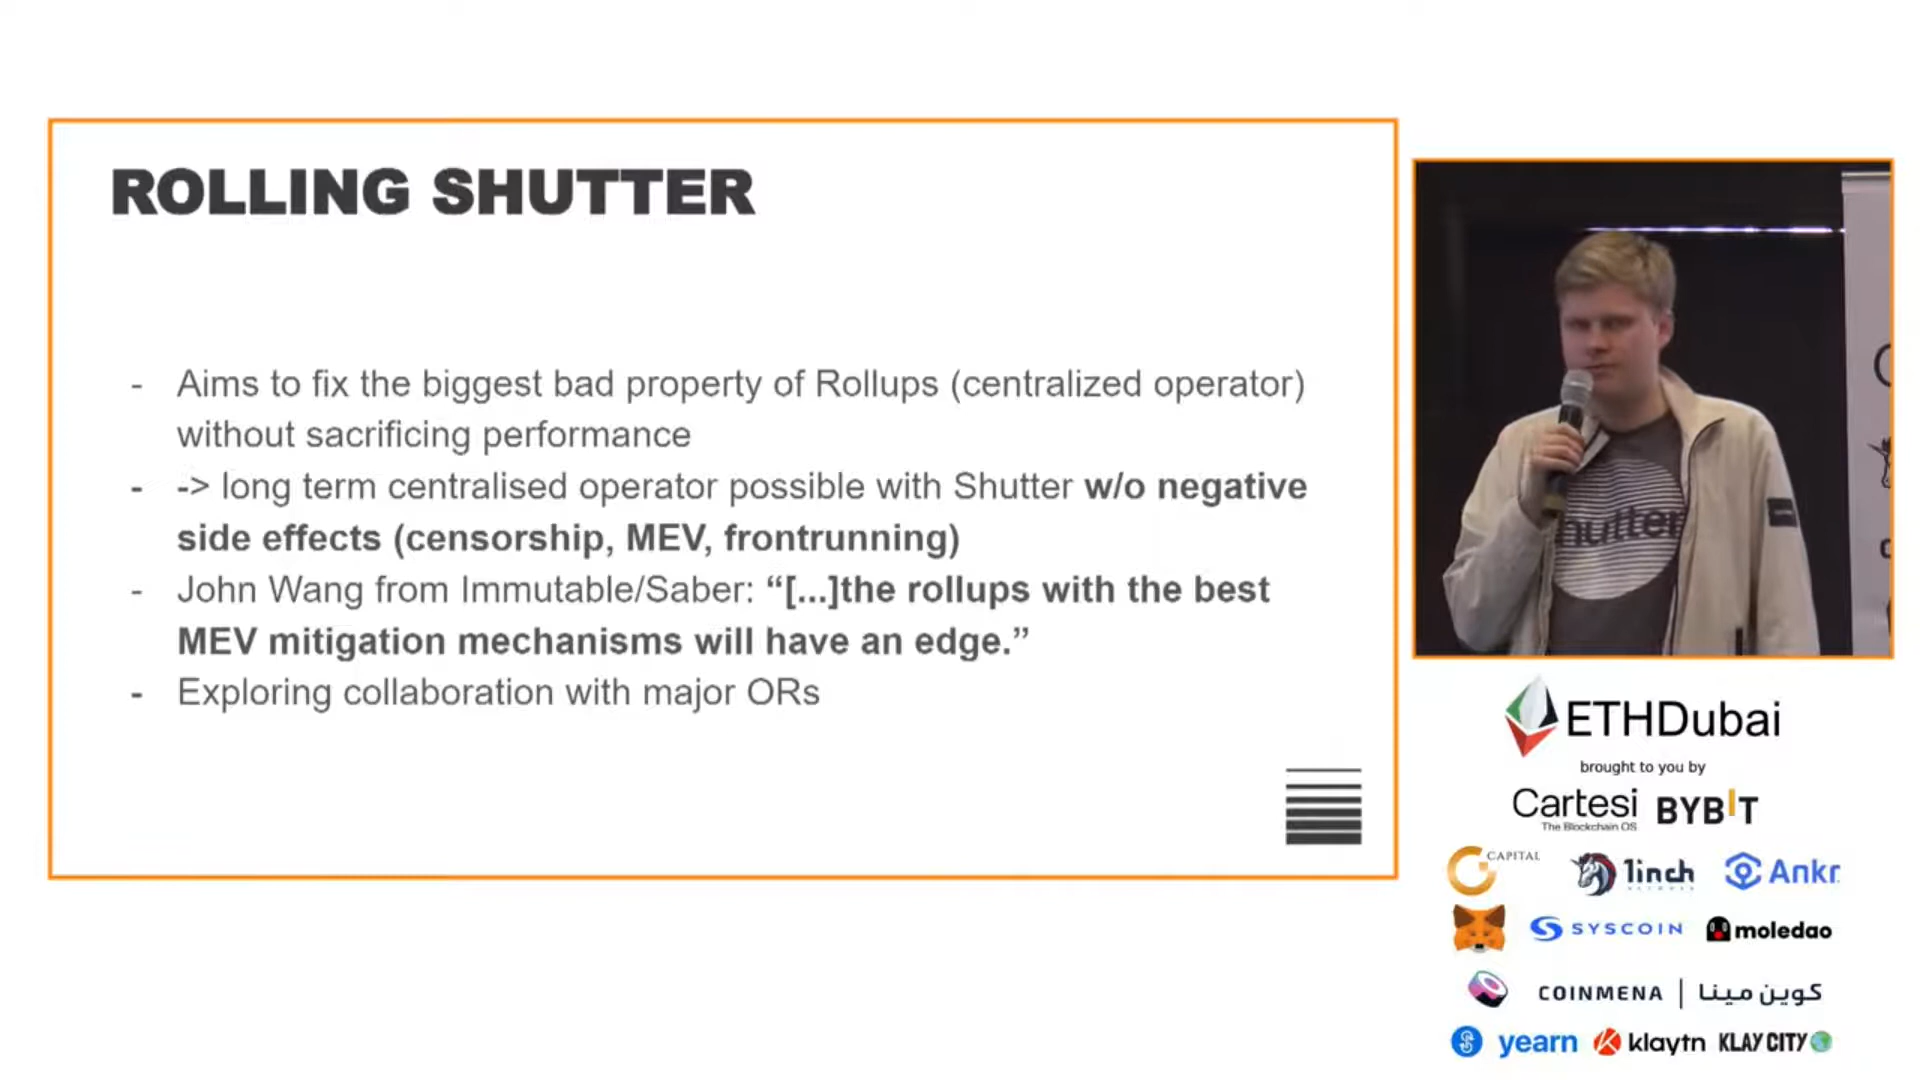 ROLLING SHUTTER
- Aims to fix the biggest bad property of Rollups (centralized operator)
without sacrificing performance
- -> long term centralised operator possible with Shutter w/o negative
side effects (censorship, MEV, frontrunning)
- John Wang from Immutable/Saber: “[...]the rollups with the best
MEV mitigation mechanisms will have an edge.”
- Exploring collaboration with major ORs
hutter
ETHDubai
brought to you by
Cartesi BYBIT
The Blockchain OS
CAPITAL
1inch Ankr
NETWORK
SYSCOIN moledao
COINMENA | كوين مينا
yearn klaytn KLAY CITY